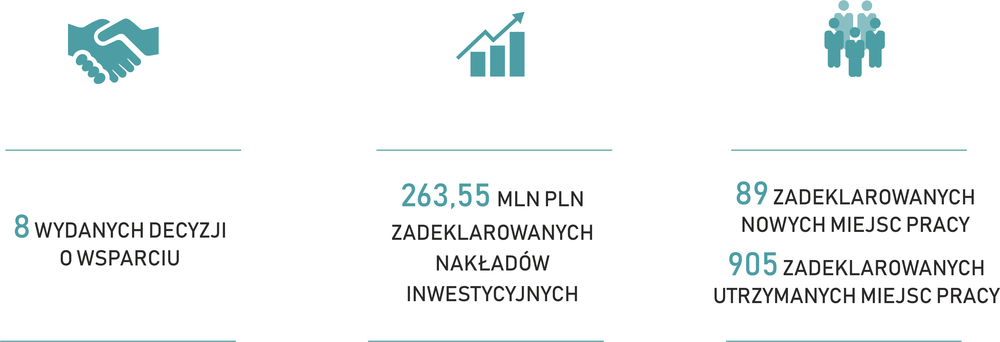 8 WYDANYCH DECYZJI
O WSPARCIU
263,55 MLN PLN
ZADEKLAROWANYCH
NAKŁADÓW
INWESTYCYJNYCH
89 ZADEKLAROWANYCH
NOWYCH MIEJSC PRACY
905 ZADEKLAROWANYCH
UTRZYMANYCH MIEJSC PRACY